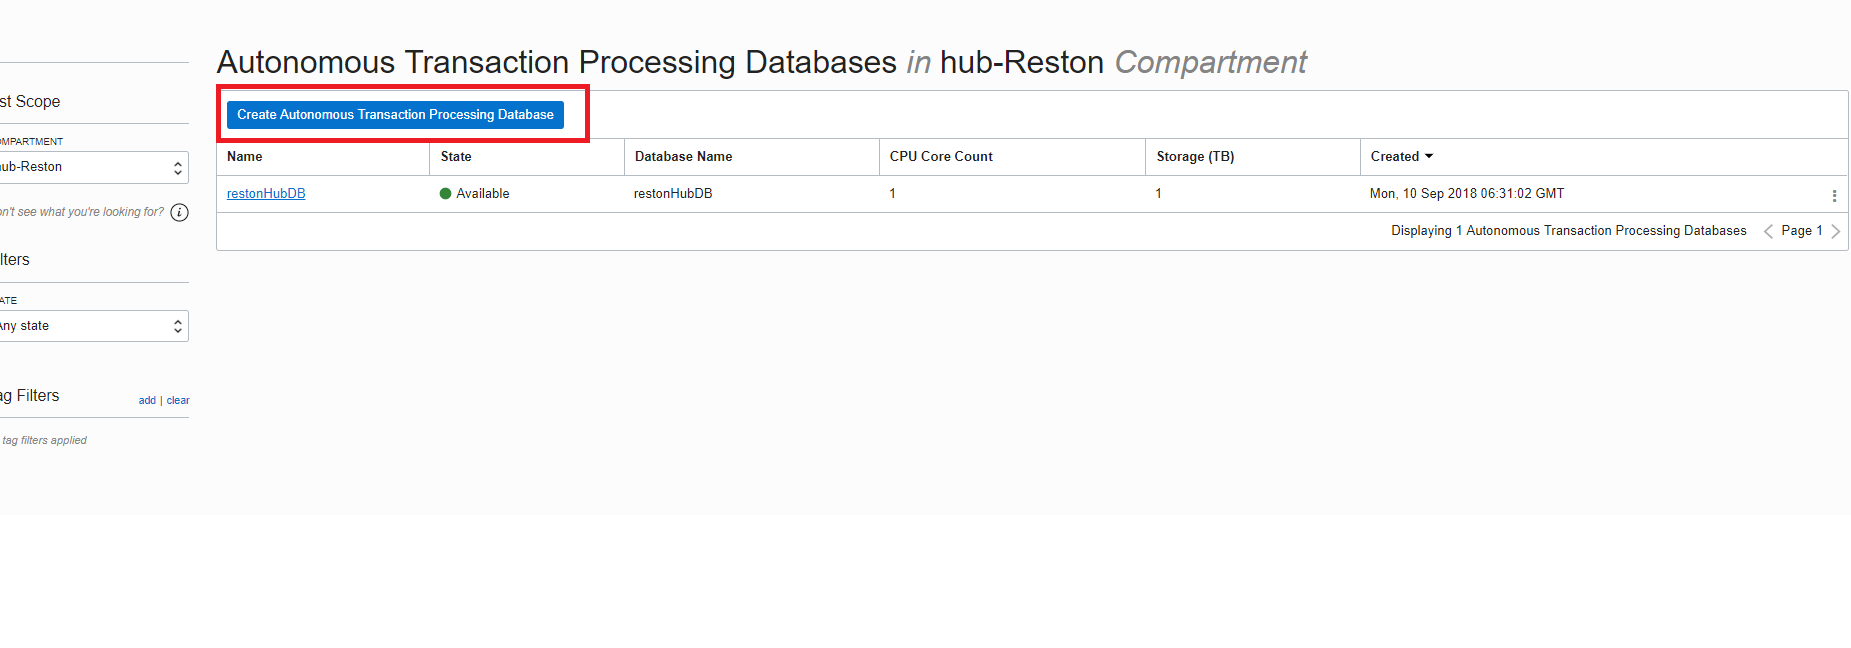 Autonomous Transaction Processing Databases in hub-Reston Compartment
Create Autonomous Transaction Processing Database
Name State Database Name CPU Core Count Storage (TB) Created
restonHubDB Available restonHubDB 1 1 Mon, 10 Sep 2018 06:31:02 GMT
Displaying 1 Autonomous Transaction Processing Databases Page 1
st Scope
OMPARTMENT
ub-Reston
n't see what you're looking for? i
lters
ATE
Any state
ag Filters add | clear
tag filters applied